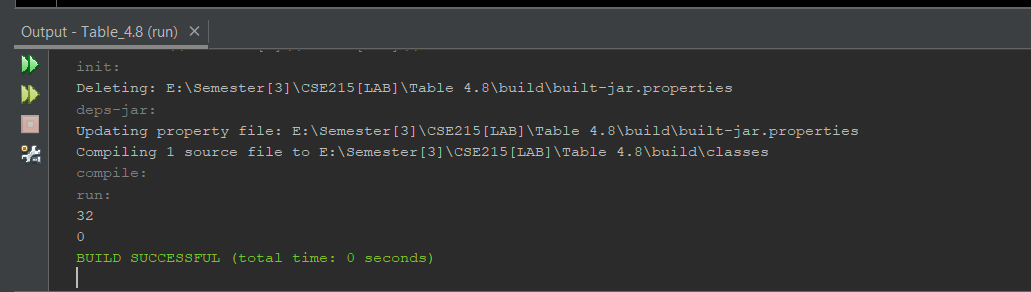 Output - Table_4.8 (run)
init:
Deleting: E:\Semester[3]\CSE215[LAB]\Table 4.8\build\built-jar.properties
deps-jar:
Updating property file: E:\Semester[3]\CSE215[LAB]\Table 4.8\build\built-jar.properties
Compiling 1 source file to E:\Semester[3]\CSE215[LAB]\Table 4.8\build\classes
compile:
run:
32
0
BUILD SUCCESSFUL (total time: 0 seconds)